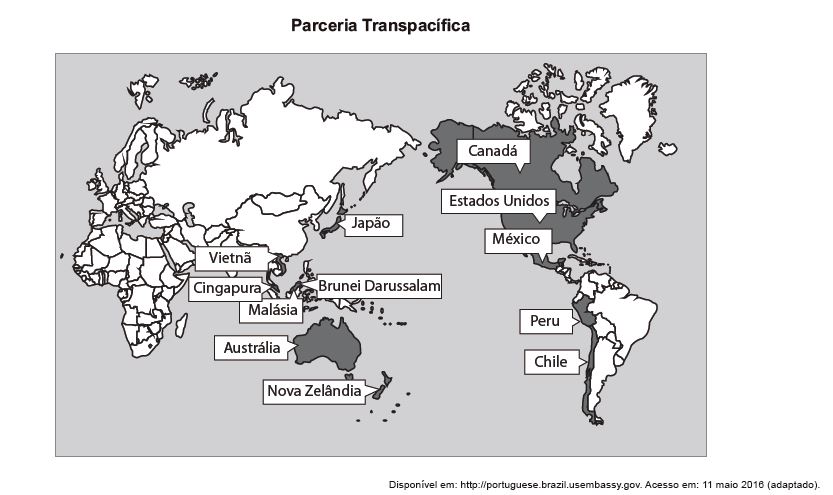 Parceria Transpacífica
Canadá
Estados Unidos
Japão
México
Vietnã
Cingapura
Brunei Darussalam
Malásia
Peru
Austrália
Chile
Nova Zelândia
Disponível em: http://portuguese.brazil.usembassy.gov. Acesso em: 11 maio 2016 (adaptado).